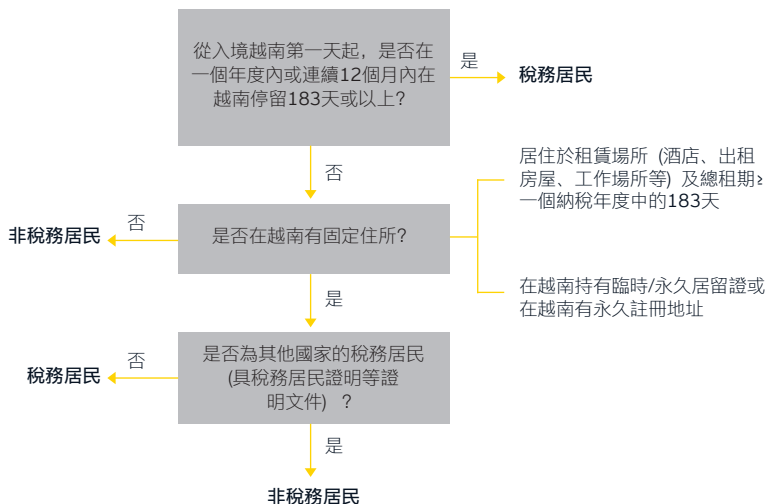 從入境越南第一天起，是否在
一個年度內或連續12個月內在
越南停留183天或以上？
是
稅務居民
否
居住於租賃場所 (酒店、出租
房屋、工作場所等) 及總租期≥
一個納稅年度中的183天
非稅務居民
否
是否在越南有固定住所？
在越南持有臨時/永久居留證或
在越南有永久註冊地址
是
稅務居民
否
是否為其他國家的稅務居民
(具稅務居民證明等證
明文件) ？
是
非稅務居民